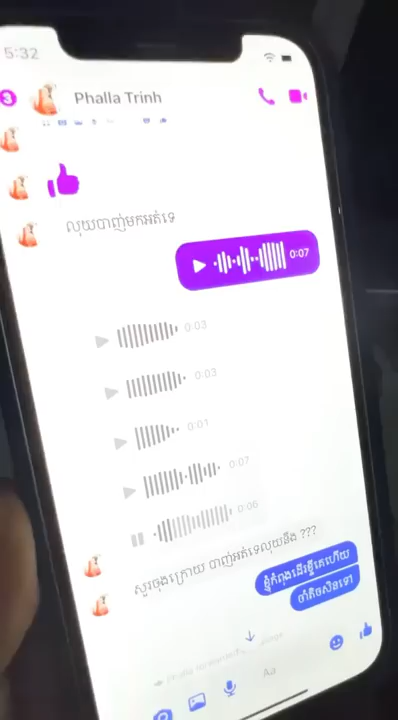 5:32
3
Phalla Trinh
លុយបាញ់មកអត់ទេ
0:07
0:03
0:03
0:01
0:07
0:06
សួរចុងក្រោយ បាញ់អត់ទេលុយនឹង ???
ខ្ញុំកំពុងដើរខ្ចីគេហើយ
ចាំតិចសិនទៅ
Aa